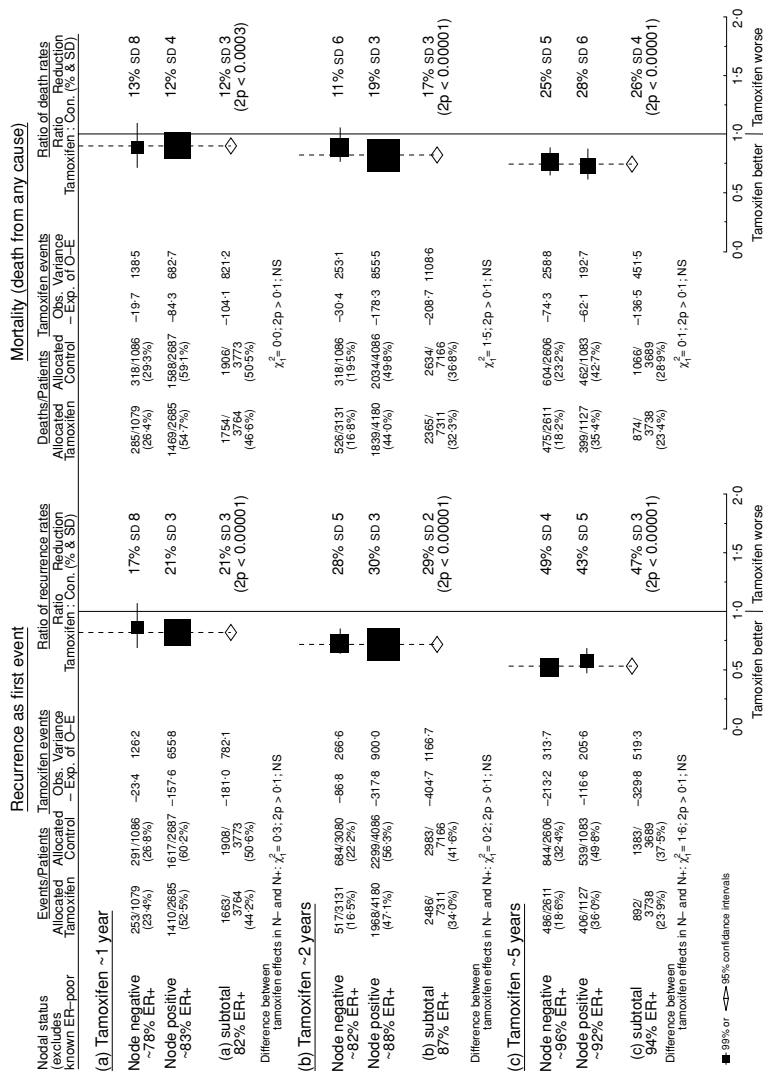 Recurrence as first event Mortality (death from any cause)
Nodal status Events/Patients Tamoxifen events Ratio of recurrence rates Deaths/Patients Tamoxifen events Ratio of death rates
(excludes Allocated Allocated Obs. Variance Ratio Reduction Allocated Allocated Obs. Variance Ratio Reduction
known ER–poor Tamoxifen Control – Exp. of O–E Tamoxifen : Con. (% & SD) Tamoxifen Control – Exp. of O–E Tamoxifen : Con. (% & SD)
(a) Tamoxifen ~1 year
Node negative 253/1079 291/1086 –23·4 126·2 17% SD 8 285/1079 318/1086 –19·7 138·5 13% SD 8
~78% ER+ (23·4%) (26·8%) (26·4%) (29·3%)
Node positive 1410/2685 1617/2687 –157·6 655·8 21% SD 3 1469/2685 1588/2687 –84·3 682·7 12% SD 4
~83% ER+ (52·5%) (60·2%) (54·7%) (59·1%)
(a) subtotal 1663/ 1908/ –181·0 782·1 21% SD 3 1754/ 1906/ –104·1 821·2 12% SD 3
82% ER+ 3764 3773 (2p < 0.00001) 3764 3773 (2p < 0.0003)
(44·2%) (50·6%) (46·6%) (50·5%)
Difference between
tamoxifen effects in N– and N+: χ₁² = 0·3; 2p > 0·1; NS χ₁² = 0·0; 2p > 0·1; NS
(b) Tamoxifen ~2 years
Node negative 517/3131 684/3080 –86·8 266·6 28% SD 5 526/3131 318/1086 –30·4 253·1 11% SD 6
~82% ER+ (16·5%) (22·2%) (16·8%) (19·5%)
Node positive 1968/4180 2299/4086 –317·8 900·0 30% SD 3 1839/4180 2034/4086 –178·3 855·5 19% SD 3
~88% ER+ (47·1%) (56·3%) (44·0%) (49·8%)
(b) subtotal 2486/ 2983/ –404·7 1166·7 29% SD 2 2365/ 2634/ –208·7 1108·6 17% SD 3
87% ER+ 7311 7166 (2p < 0.00001) 7311 7166 (2p < 0.00001)
(34·0%) (41·6%) (32·3%) (36·8%)
Difference between
tamoxifen effects in N– and N+: χ₁² = 0·2; 2p > 0·1; NS χ₁² = 1·5; 2p > 0·1; NS
(c) Tamoxifen ~5 years
Node negative 486/2611 844/2606 –213·2 313·7 49% SD 4 475/2611 604/2606 –74·3 258·8 25% SD 5
~96% ER+ (18·6%) (32·4%) (18·2%) (23·2%)
Node positive 406/1127 539/1083 –116·6 205·6 43% SD 5 399/1127 462/1083 –62·1 192·7 28% SD 6
~92% ER+ (36·0%) (49·8%) (35·4%) (42·7%)
(c) subtotal 892/ 1383/ –329·8 519·3 47% SD 3 874/ 1066/ –136·5 451·5 26% SD 4
94% ER+ 3738 3689 (2p < 0.00001) 3738 3689 (2p < 0.00001)
(23·9%) (37·5%) (23·4%) (28·9%)
Difference between
tamoxifen effects in N– and N+: χ₁² = 1·6; 2p > 0·1; NS χ₁² = 0·1; 2p > 0·1; NS
0·0 0·5 1·0 1·5 2·0 0·0 0·5 1·0 1·5 2·0
99% or 95% confidence intervals Tamoxifen better Tamoxifen worse Tamoxifen better Tamoxifen worse